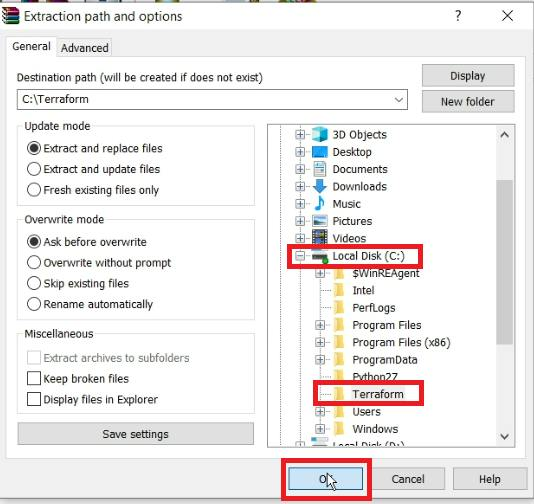 Extraction path and options
?
General
Advanced
Destination path (will be created if does not exist)
Display
C:\Terraform
New folder
Update mode
Extract and replace files
Extract and update files
Fresh existing files only
Overwrite mode
Ask before overwrite
Overwrite without prompt
Skip existing files
Rename automatically
Miscellaneous
Extract archives to subfolders
Keep broken files
Display files in Explorer
Save settings
3D Objects
Desktop
Documents
Downloads
Music
Pictures
Videos
Local Disk (C:)
$WinREAgent
Intel
PerfLogs
Program Files
Program Files (x86)
ProgramData
Python27
Terraform
Users
Windows
Local Disk (D:)
Cancel
Help